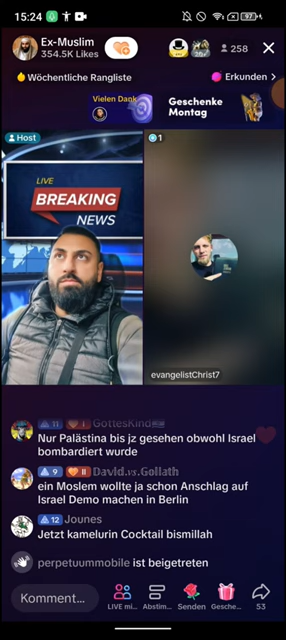 15:24
97
Ex-Muslim
354.5K Likes
258
Wöchentliche Rangliste
Erkunden >
Vielen Dank
Geschenke
Montag
Host
1
LIVE
BREAKING
NEWS
evangelistChrist7
GottesKind
Nur Palästina bis jz gesehen obwohl Israel
bombardiert wurde
9 II David.vs.Goliath
ein Moslem wollte ja schon Anschlag auf
Israel Demo machen in Berlin
12 Jounes
Jetzt kamelurin Cocktail bismillah
perpetuummobile ist beigetreten
Komment...
LIVE mi...
Abstim...
Senden
Gesche...
53